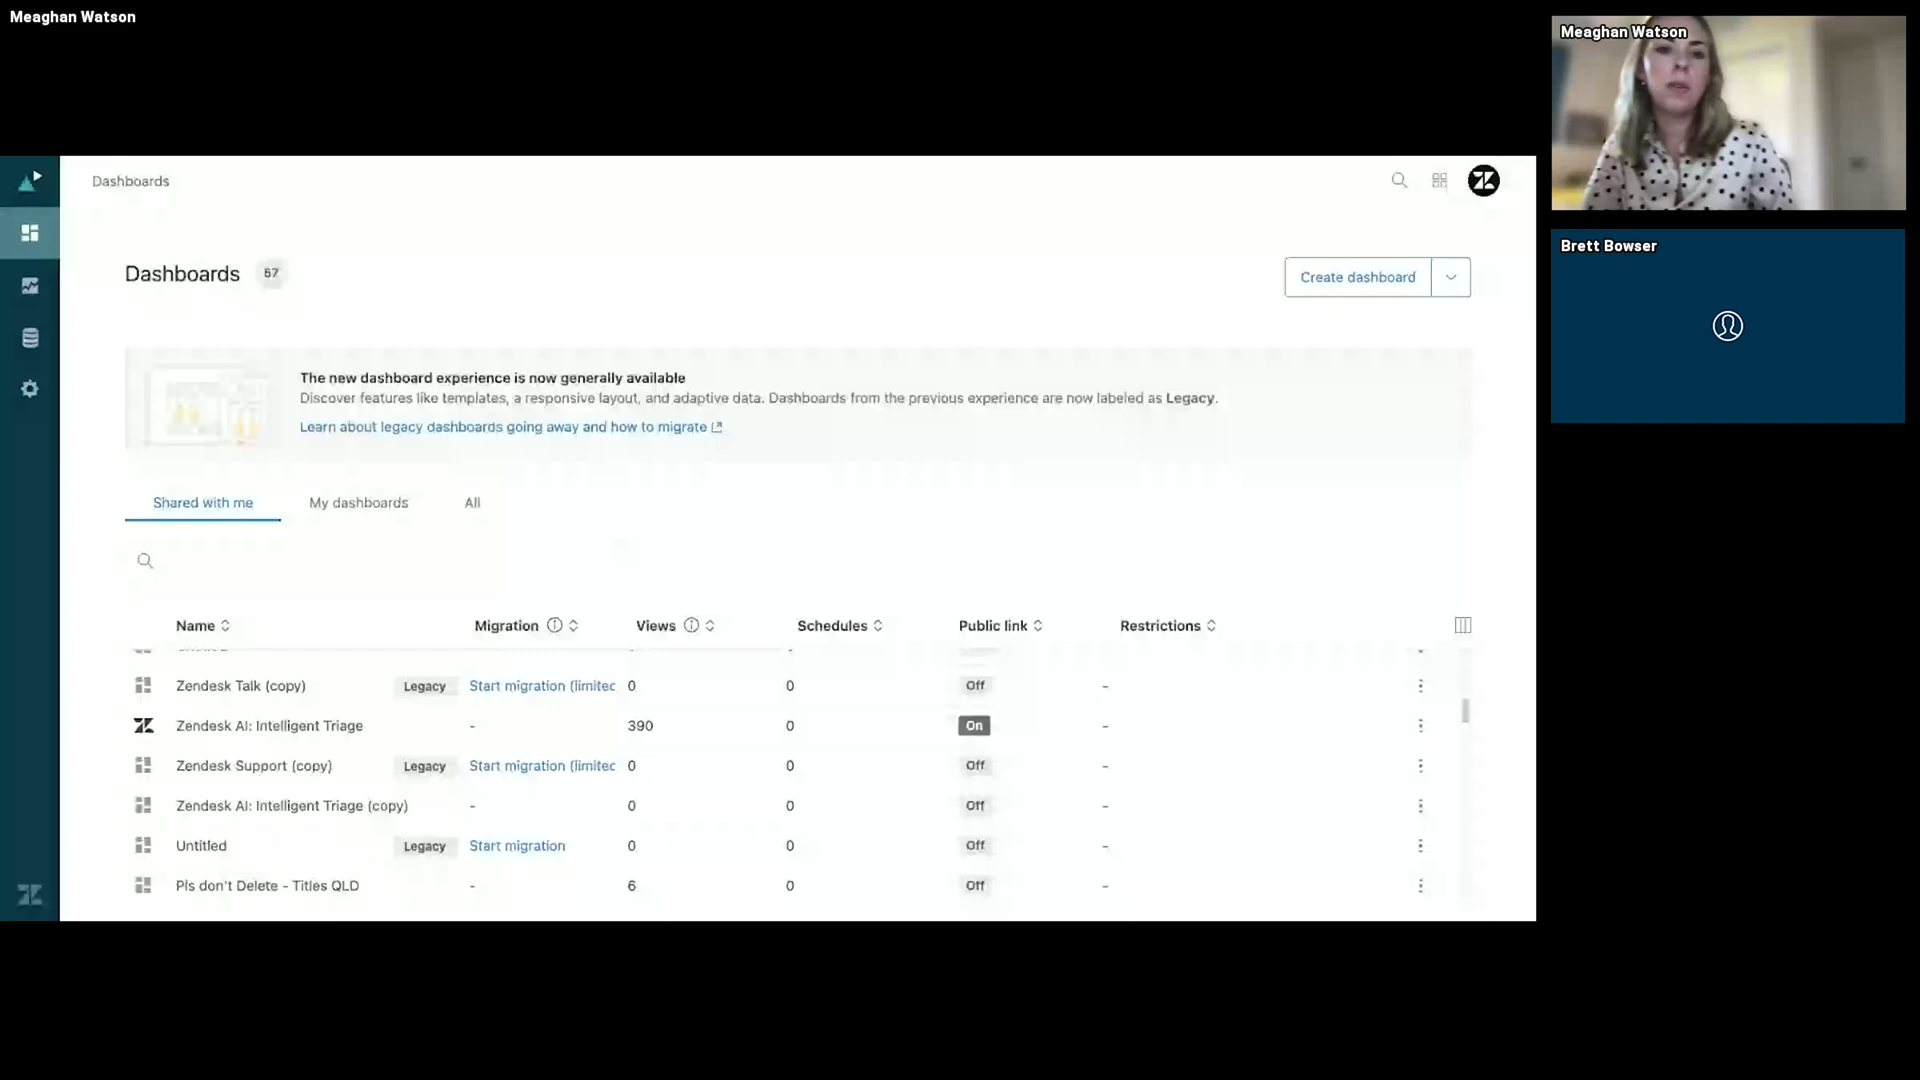 Meaghan Watson
Meaghan Watson
Brett Bowser
Dashboards
Dashboards 67
Create dashboard
The new dashboard experience is now generally available
Discover features like templates, a responsive layout, and adaptive data. Dashboards from the previous experience are now labeled as Legacy.
Learn about legacy dashboards going away and how to migrate
Shared with me My dashboards All
Name Migration Views Schedules Public link Restrictions
Zendesk Talk (copy) Legacy Start migration (limitec 0 0 Off -
Zendesk AI: Intelligent Triage - 390 0 On -
Zendesk Support (copy) Legacy Start migration (limitec 0 0 Off -
Zendesk AI: Intelligent Triage (copy) - 0 0 Off -
Untitled Legacy Start migration 0 0 Off -
Pls don't Delete - Titles QLD - 6 0 Off -